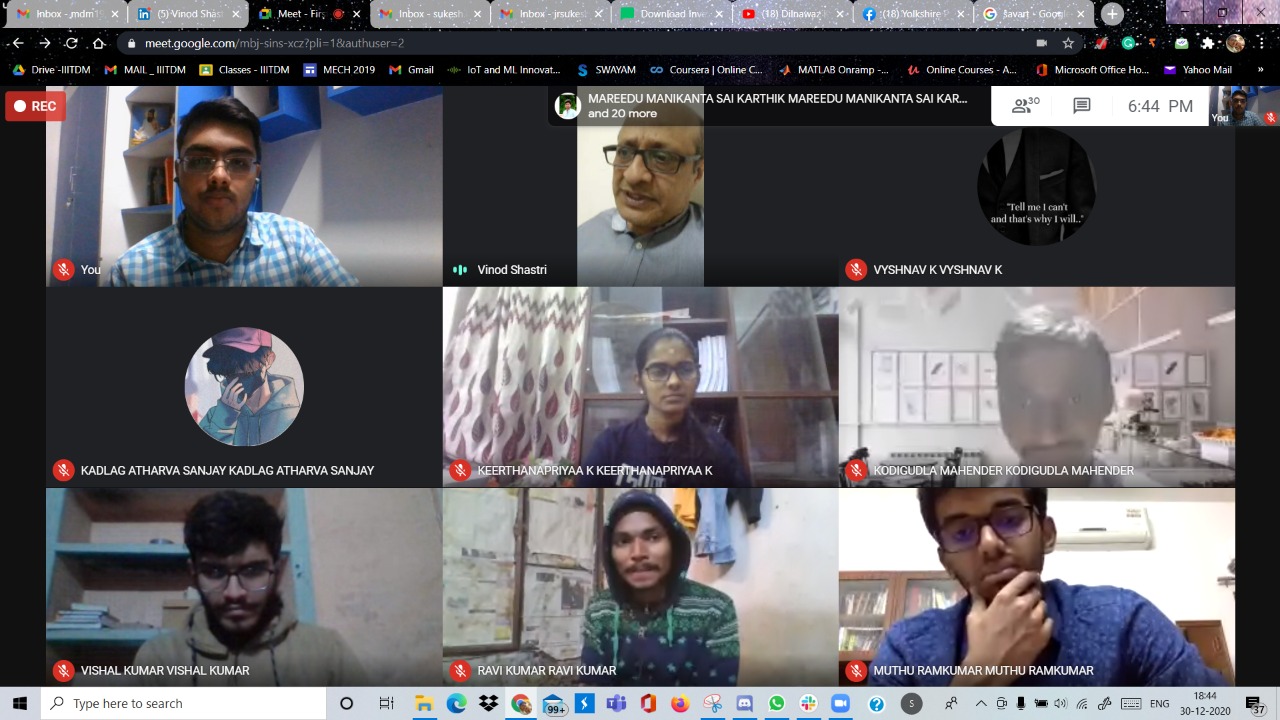 Inbox - mdm1
(5) Vinod Shast
Meet - Firs
Inbox - sukesh
Inbox - jrsukes
Download Inve
(18) Dilnawaz
(18) Yolkshire
savart - Google
meet.google.com/mbj-sins-xcz?pli=1&authuser=2
Drive -IIITDM
MAIL _ IIITDM
Classes - IIITDM
MECH 2019
Gmail
IoT and ML Innovat...
SWAYAM
Coursera | Online C...
MATLAB Onramp -...
Online Courses - A...
Microsoft Office Ho...
Yahoo Mail
»
REC
MAREEDU MANIKANTA SAI KARTHIK MAREEDU MANIKANTA SAI KAR...
and 20 more
30
6:44 PM
You
You
Vinod Shastri
"Tell me I can't
and that's why I will.."
VYSHNAV K VYSHNAV K
KADLAG ATHARVA SANJAY KADLAG ATHARVA SANJAY
KEERTHANAPRIYAA K KEERTHANAPRIYAA K
KODIGUDLA MAHENDER KODIGUDLA MAHENDER
VISHAL KUMAR VISHAL KUMAR
RAVI KUMAR RAVI KUMAR
MUTHU RAMKUMAR MUTHU RAMKUMAR
Type here to search
99+
S
ENG
18:44
30-12-2020
37